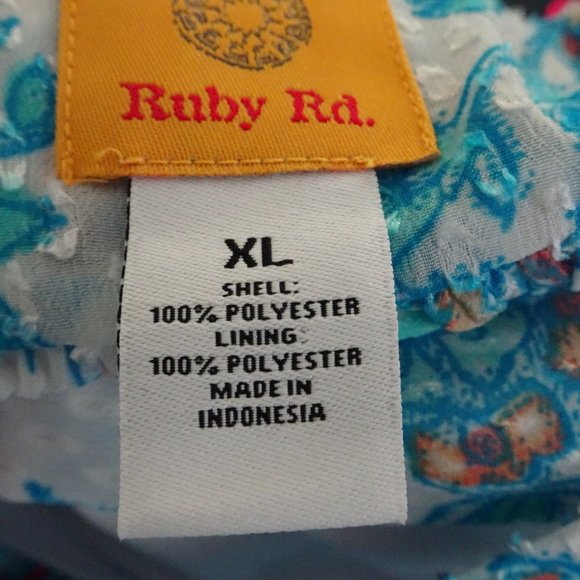 Ruby Rd.
XL
SHELL:
100% POLYESTER
LINING:
100% POLYESTER
MADE IN
INDONESIA